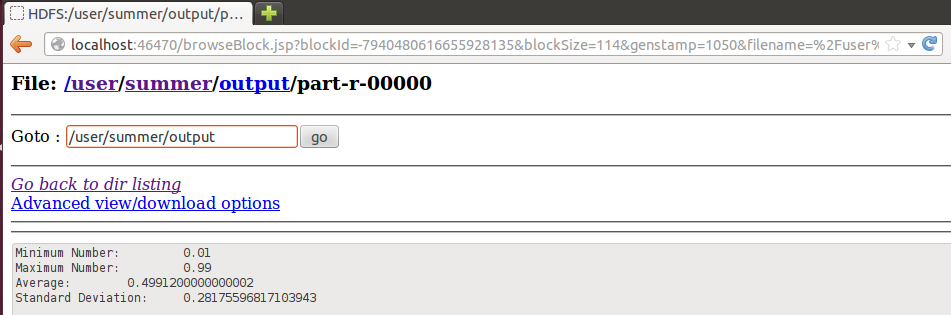 HDFS:/user/summer/output/p…
localhost:46470/browseBlock.jsp?blockId=-7940480616655928135&blockSize=114&genstamp=1050&filename=%2Fuser%
File: /user/summer/output/part-r-00000
Goto : /user/summer/output go
Go back to dir listing
Advanced view/download options
Minimum Number: 0.01
Maximum Number: 0.99
Average: 0.4991200000000002
Standard Deviation: 0.28175596817103943